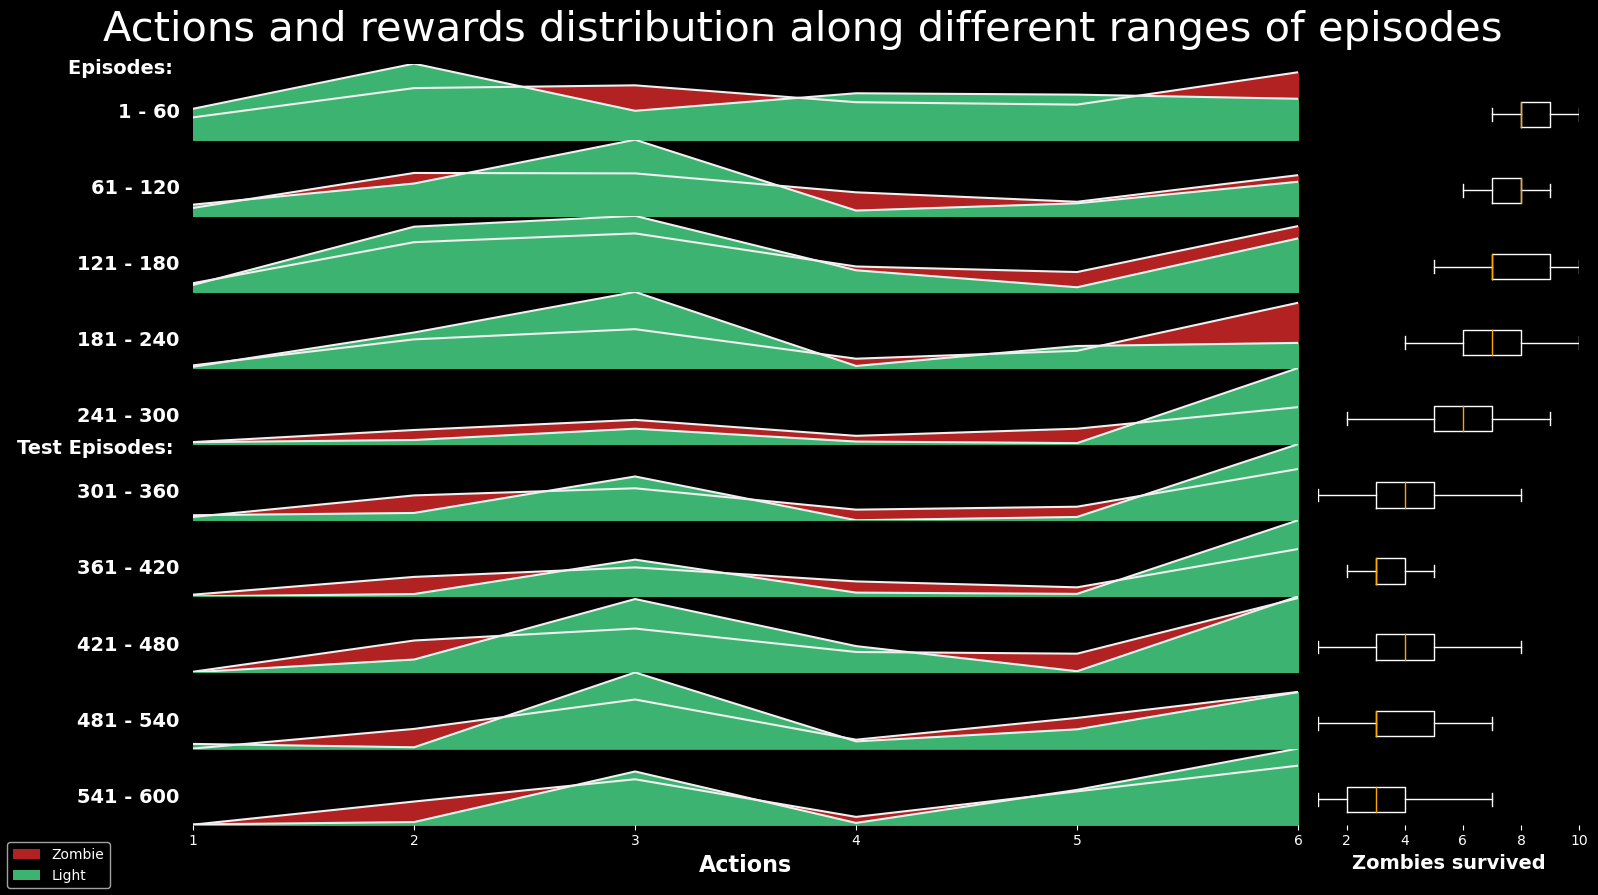 Actions and rewards distribution along different ranges of episodes
Episodes:
1 - 60
61 - 120
121 - 180
181 - 240
241 - 300
Test Episodes:
301 - 360
361 - 420
421 - 480
481 - 540
541 - 600
1 2 3 4 5 6
2 4 6 8 10
Actions
Zombies survived
Zombie
Light